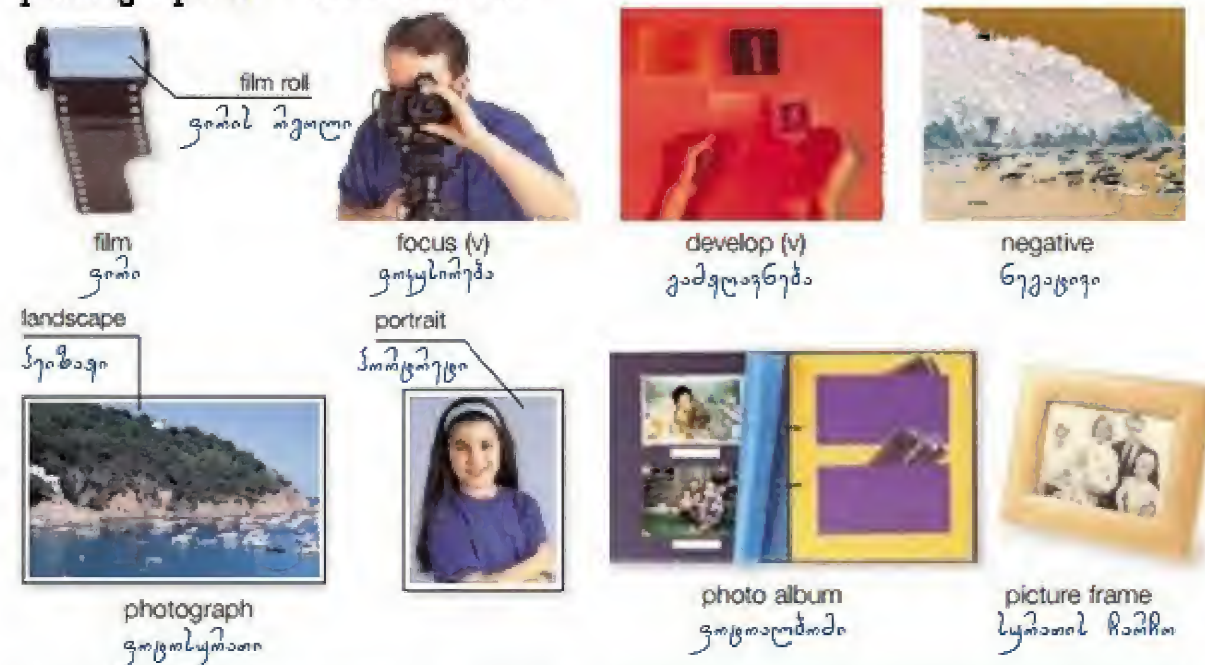 film roll
ფირის რგოლი
film
ფირი
focus (v)
ფოკუსირება
develop (v)
გამჟღავნება
negative
ნეგატივი
landscape
პეიზაჟი
portrait
პორტრეტი
photograph
ფოტოსურათი
photo album
ფოტოალბომი
picture frame
სურათის ჩარჩო